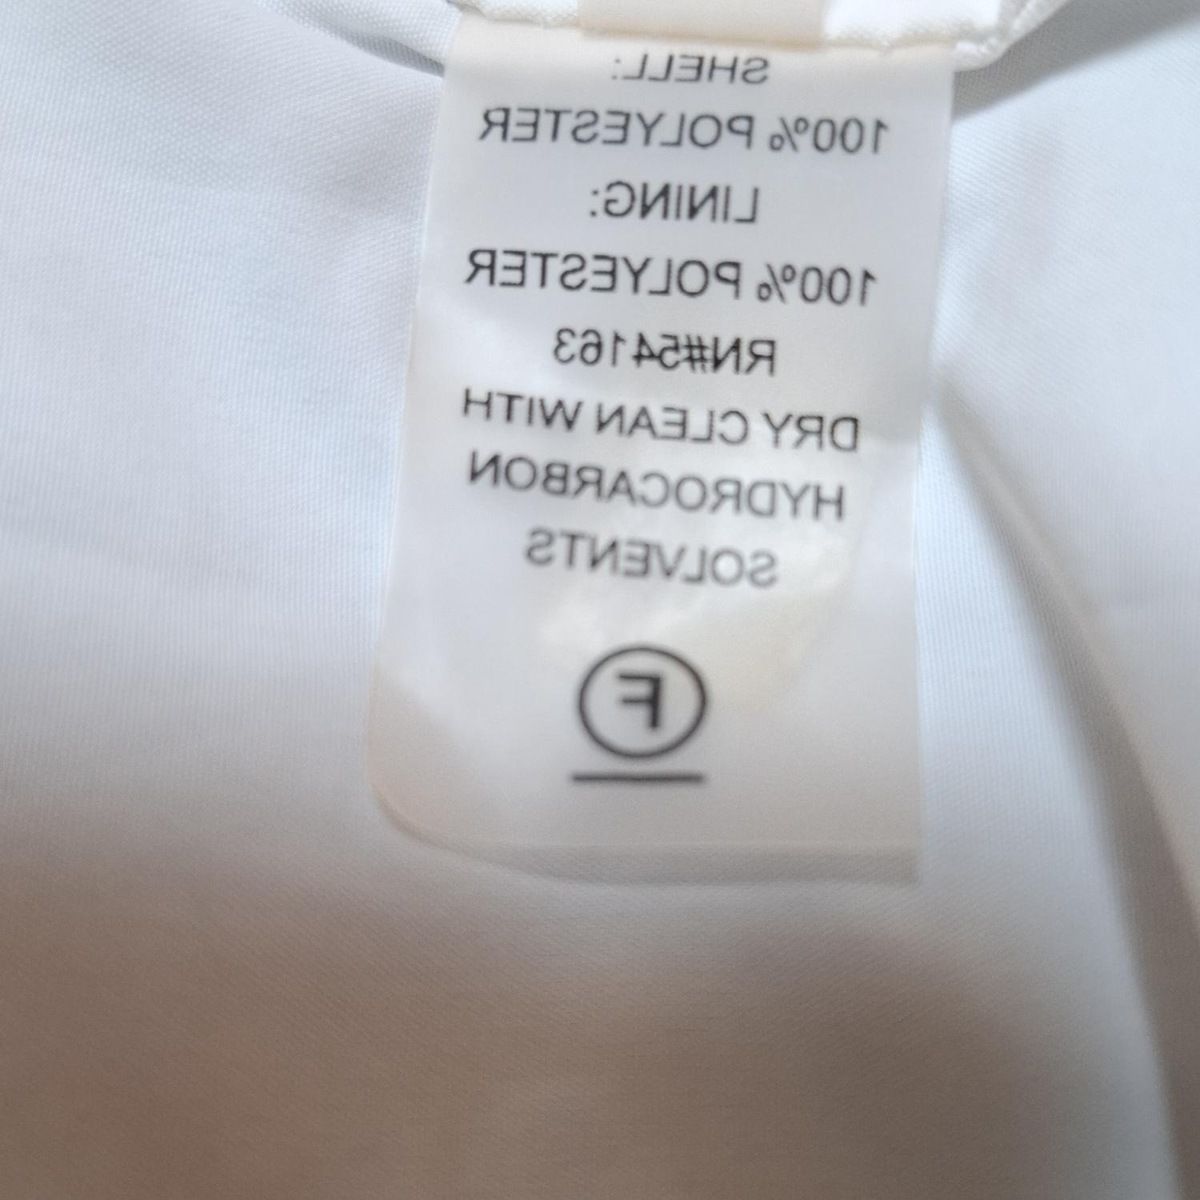 SHELL:
100% POLYESTER
LINING:
100% POLYESTER
RN#54163
DRY CLEAN WITH
HYDROCARBON
SOLVENTS
F